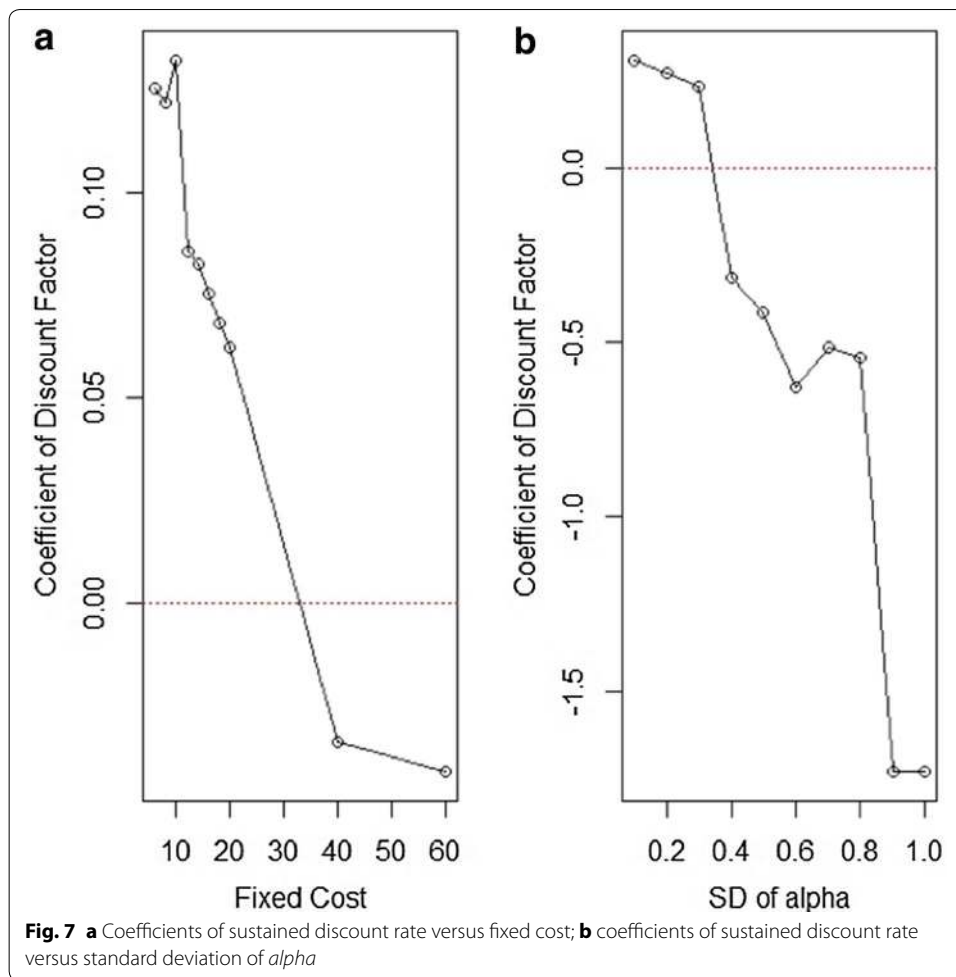 a
Coefficient of Discount Factor
0.10
0.05
0.00
10 20 30 40 50 60
Fixed Cost
b
Coefficient of Discount Factor
0.0
-0.5
-1.0
-1.5
0.2 0.4 0.6 0.8 1.0
SD of alpha
Fig. 7 a Coefficients of sustained discount rate versus fixed cost; b coefficients of sustained discount rate
versus standard deviation of alpha